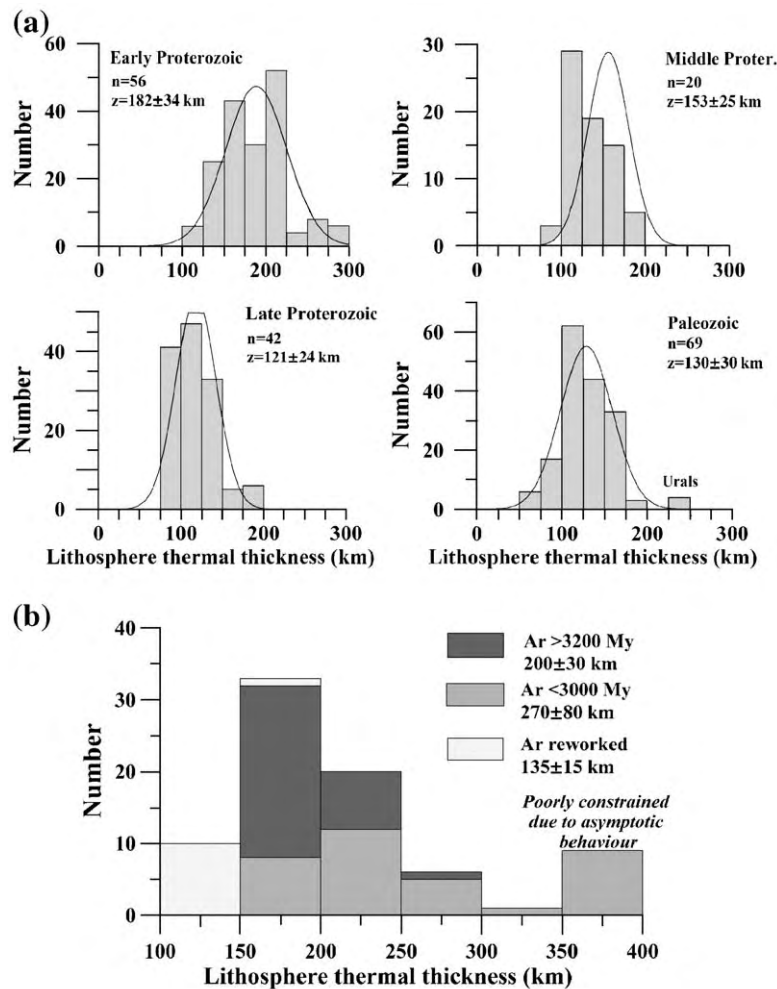 (a)
60
40
20
0
Number
Early Proterozoic
n=56
z=182±34 km
0 100 200 300
30
20
10
0
Number
Middle Proter.
n=20
z=153±25 km
0 100 200 300
40
20
0
Number
Late Proterozoic
n=42
z=121±24 km
0 100 200 300
Lithosphere thermal thickness (km)
60
40
20
0
Number
Paleozoic
n=69
z=130±30 km
Urals
0 100 200 300
Lithosphere thermal thickness (km)
(b)
40
30
20
10
0
Number
Ar >3200 My
200±30 km
Ar <3000 My
270±80 km
Ar reworked
135±15 km
Poorly constrained
due to asymptotic
behaviour
100 150 200 250 300 350 400
Lithosphere thermal thickness (km)